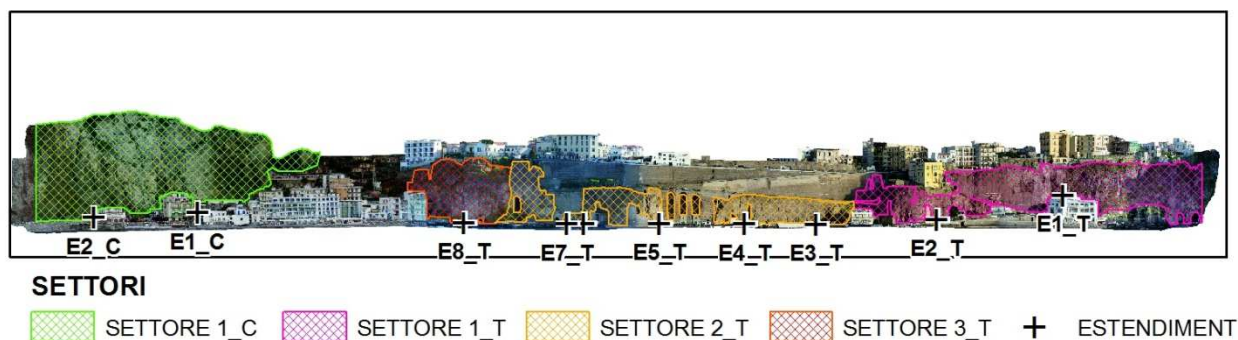 E2_C E1_C E8_T E7_T E5_T E4_T E3_T E2_T E1_T
SETTORI
SETTORE 1_C SETTORE 1_T SETTORE 2_T SETTORE 3_T ESTENDIMENT